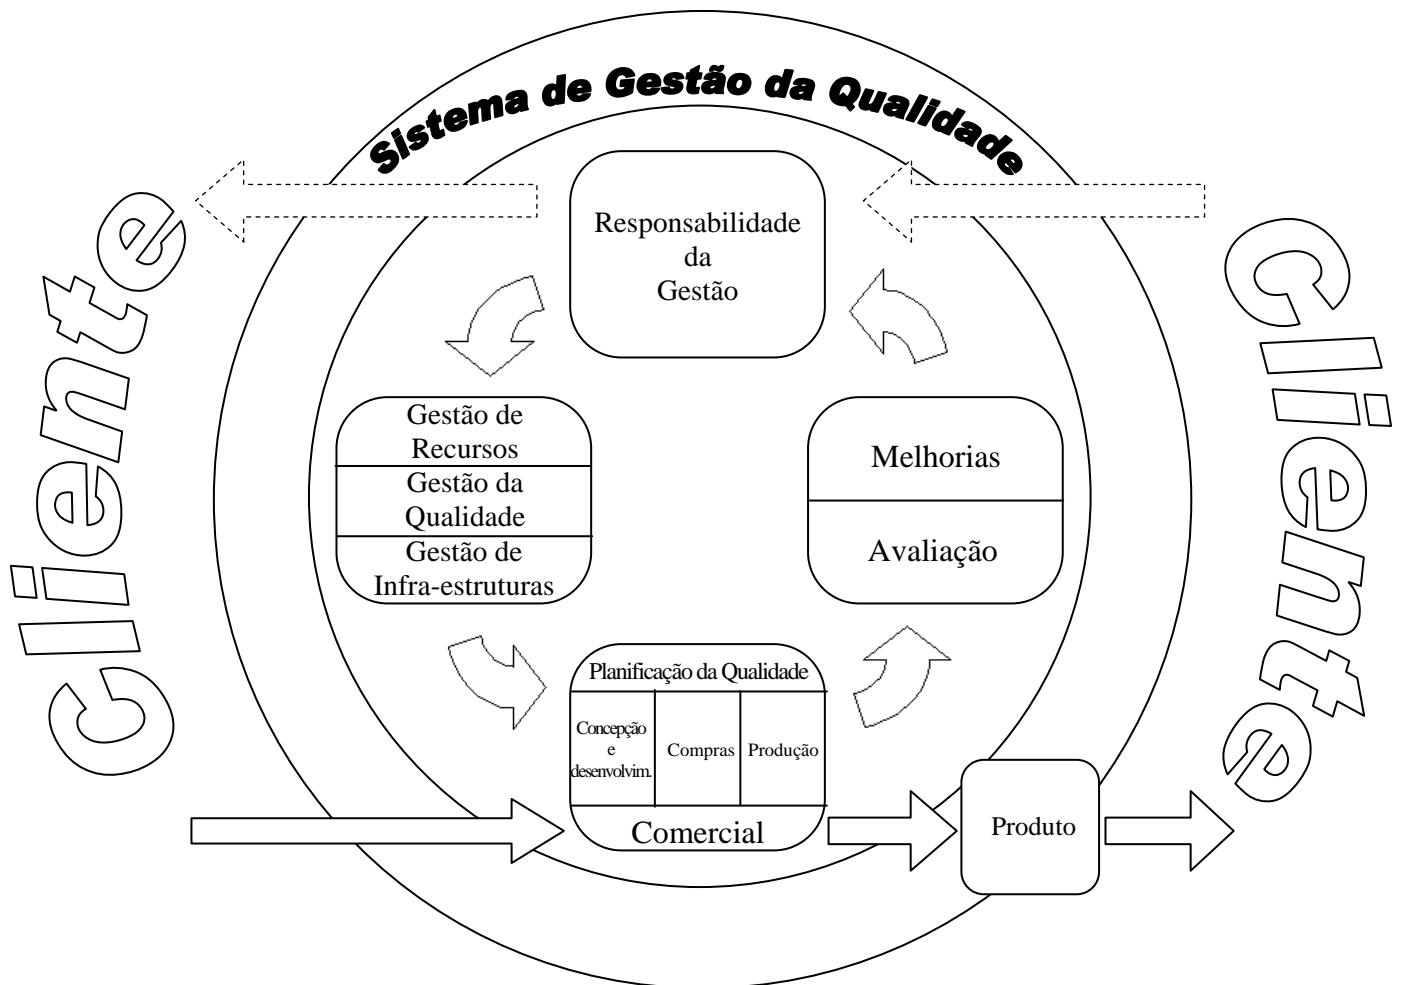 Sistema de Gestão da Qualidade
Cliente
Cliente
Responsabilidade
da
Gestão
Gestão de
Recursos
Gestão da
Qualidade
Gestão de
Infra-estruturas
Melhorias
Avaliação
Planificação da Qualidade
Concepção
e
desenvolvim.
Compras
Produção
Comercial
Produto